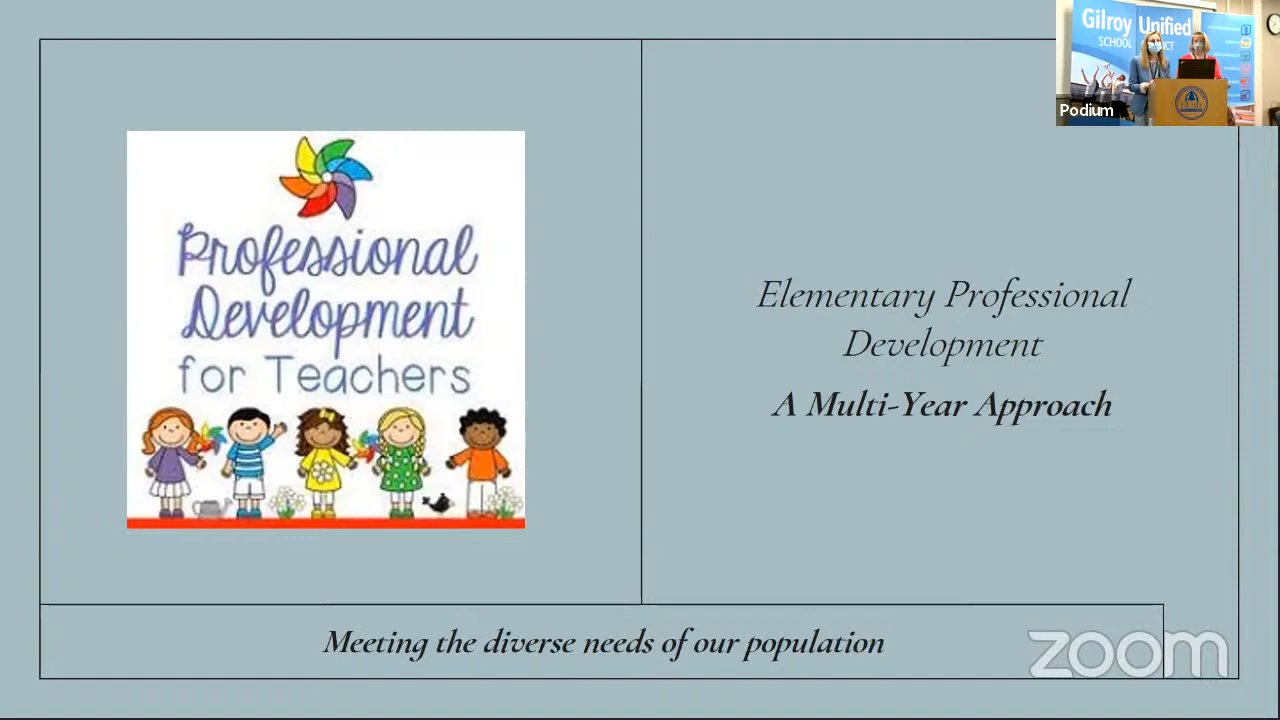 Professional
Development
for Teachers
Elementary Professional
Development
A Multi-Year Approach
Meeting the diverse needs of our population
zoom
Gilroy Unified
SCHOOL
Podium